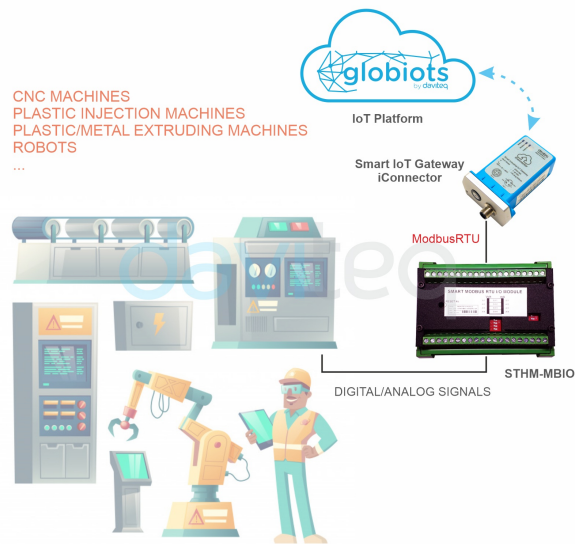 globiots
by daviteq
IoT Platform
CNC MACHINES
PLASTIC INJECTION MACHINES
PLASTIC/METAL EXTRUDING MACHINES
ROBOTS
...
Smart IoT Gateway
iConnector
ModbusRTU
daviteq
SMART MODBUS RTU I/O MODULE
STHM-MBIO
DIGITAL/ANALOG SIGNALS